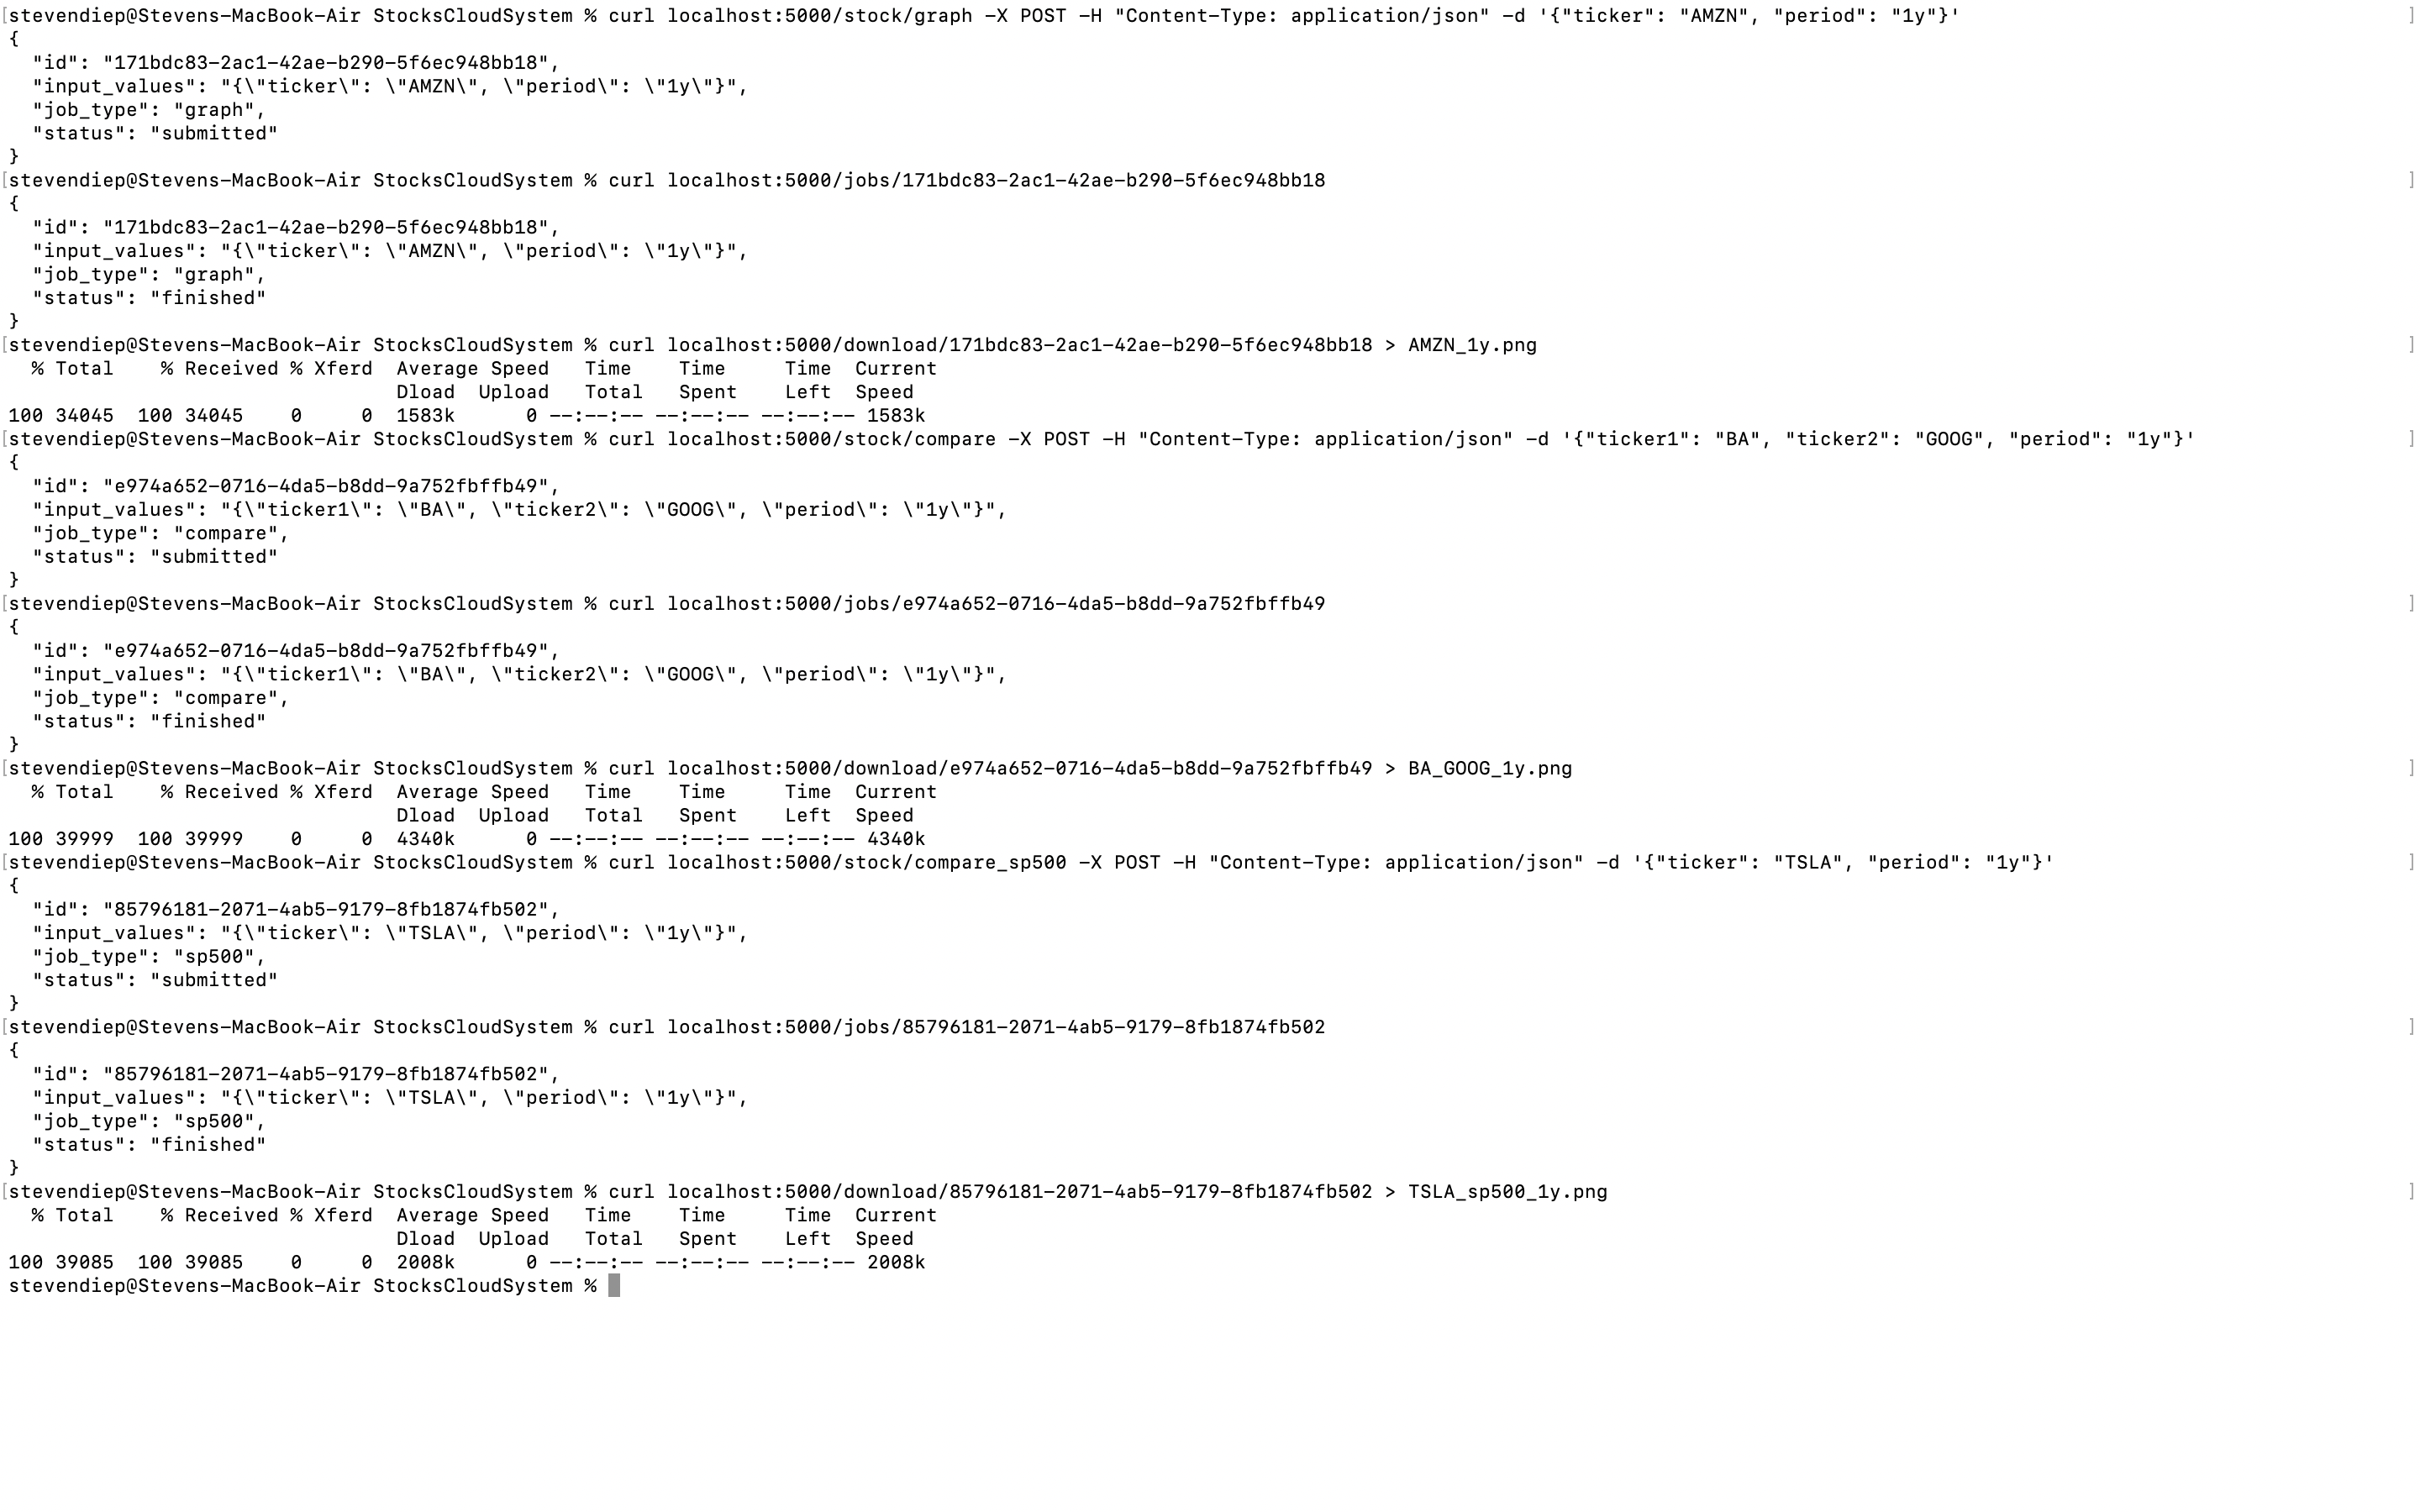 [stevendiep@Stevens-MacBook-Air StocksCloudSystem % curl localhost:5000/stock/graph -X POST -H "Content-Type: application/json" -d '{"ticker": "AMZN", "period": "1y"}' ]
{
  "id": "171bdc83-2ac1-42ae-b290-5f6ec948bb18",
  "input_values": "{\"ticker\": \"AMZN\", \"period\": \"1y\"}",
  "job_type": "graph",
  "status": "submitted"
}
[stevendiep@Stevens-MacBook-Air StocksCloudSystem % curl localhost:5000/jobs/171bdc83-2ac1-42ae-b290-5f6ec948bb18 ]
{
  "id": "171bdc83-2ac1-42ae-b290-5f6ec948bb18",
  "input_values": "{\"ticker\": \"AMZN\", \"period\": \"1y\"}",
  "job_type": "graph",
  "status": "finished"
}
[stevendiep@Stevens-MacBook-Air StocksCloudSystem % curl localhost:5000/download/171bdc83-2ac1-42ae-b290-5f6ec948bb18 > AMZN_1y.png ]
  % Total    % Received % Xferd  Average Speed   Time    Time     Time  Current
                                 Dload  Upload   Total   Spent    Left  Speed
100 34045  100 34045    0     0  1583k      0 --:--:-- --:--:-- --:--:-- 1583k
[stevendiep@Stevens-MacBook-Air StocksCloudSystem % curl localhost:5000/stock/compare -X POST -H "Content-Type: application/json" -d '{"ticker1": "BA", "ticker2": "GOOG", "period": "1y"}' ]
{
  "id": "e974a652-0716-4da5-b8dd-9a752fbffb49",
  "input_values": "{\"ticker1\": \"BA\", \"ticker2\": \"GOOG\", \"period\": \"1y\"}",
  "job_type": "compare",
  "status": "submitted"
}
[stevendiep@Stevens-MacBook-Air StocksCloudSystem % curl localhost:5000/jobs/e974a652-0716-4da5-b8dd-9a752fbffb49 ]
{
  "id": "e974a652-0716-4da5-b8dd-9a752fbffb49",
  "input_values": "{\"ticker1\": \"BA\", \"ticker2\": \"GOOG\", \"period\": \"1y\"}",
  "job_type": "compare",
  "status": "finished"
}
[stevendiep@Stevens-MacBook-Air StocksCloudSystem % curl localhost:5000/download/e974a652-0716-4da5-b8dd-9a752fbffb49 > BA_GOOG_1y.png ]
  % Total    % Received % Xferd  Average Speed   Time    Time     Time  Current
                                 Dload  Upload   Total   Spent    Left  Speed
100 39999  100 39999    0     0  4340k      0 --:--:-- --:--:-- --:--:-- 4340k
[stevendiep@Stevens-MacBook-Air StocksCloudSystem % curl localhost:5000/stock/compare_sp500 -X POST -H "Content-Type: application/json" -d '{"ticker": "TSLA", "period": "1y"}' ]
{
  "id": "85796181-2071-4ab5-9179-8fb1874fb502",
  "input_values": "{\"ticker\": \"TSLA\", \"period\": \"1y\"}",
  "job_type": "sp500",
  "status": "submitted"
}
[stevendiep@Stevens-MacBook-Air StocksCloudSystem % curl localhost:5000/jobs/85796181-2071-4ab5-9179-8fb1874fb502 ]
{
  "id": "85796181-2071-4ab5-9179-8fb1874fb502",
  "input_values": "{\"ticker\": \"TSLA\", \"period\": \"1y\"}",
  "job_type": "sp500",
  "status": "finished"
}
[stevendiep@Stevens-MacBook-Air StocksCloudSystem % curl localhost:5000/download/85796181-2071-4ab5-9179-8fb1874fb502 > TSLA_sp500_1y.png ]
  % Total    % Received % Xferd  Average Speed   Time    Time     Time  Current
                                 Dload  Upload   Total   Spent    Left  Speed
100 39085  100 39085    0     0  2008k      0 --:--:-- --:--:-- --:--:-- 2008k
stevendiep@Stevens-MacBook-Air StocksCloudSystem %